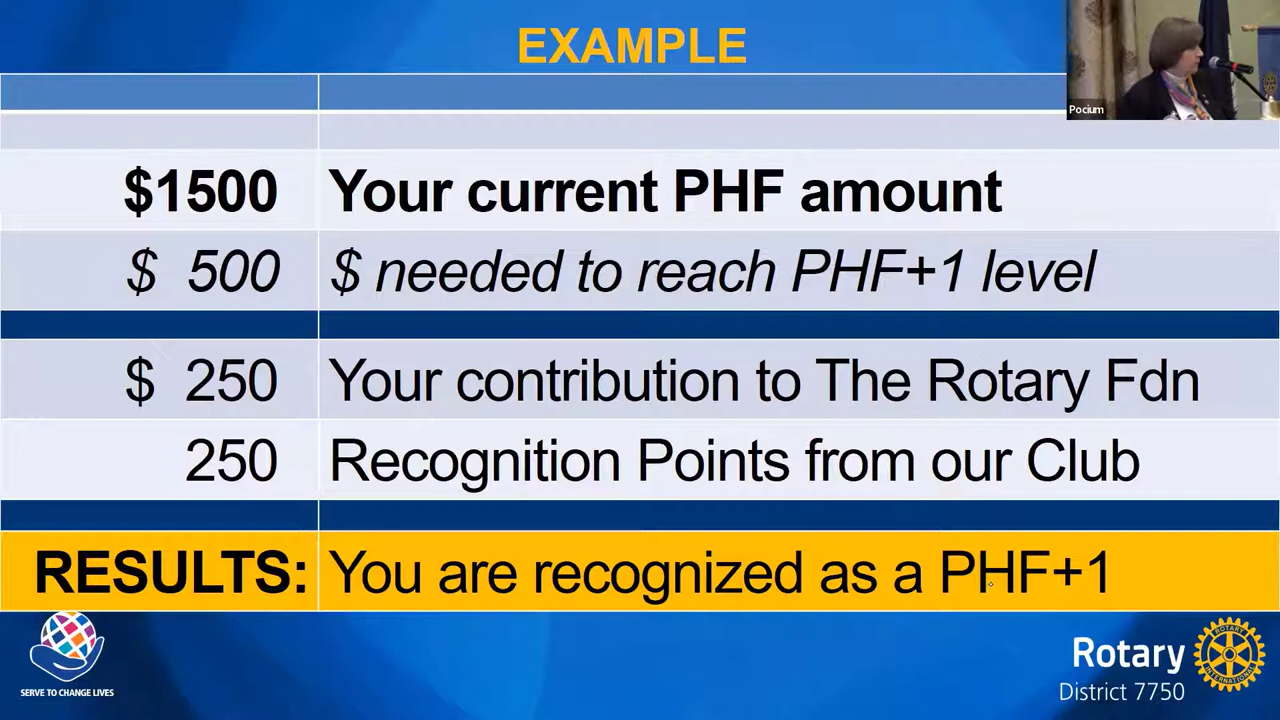 EXAMPLE
Pocium
$1500 Your current PHF amount
$ 500 $ needed to reach PHF+1 level
$ 250 Your contribution to The Rotary Fdn
250 Recognition Points from our Club
RESULTS: You are recognized as a PHF+1
SERVE TO CHANGE LIVES
Rotary
District 7750
ROTARY
INTERNATIONAL